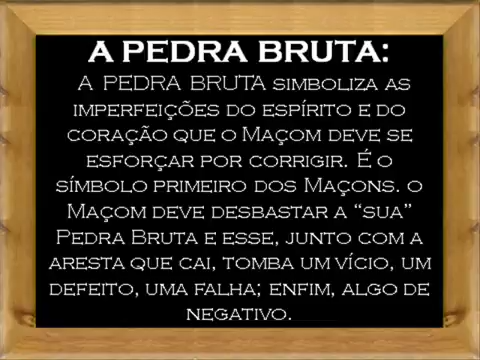 A PEDRA BRUTA:
A PEDRA BRUTA SIMBOLIZA AS
IMPERFEIÇÕES DO ESPÍRITO E DO
CORAÇÃO QUE O MAÇOM DEVE SE
ESFORÇAR POR CORRIGIR. É O
SÍMBOLO PRIMEIRO DOS MAÇONS. O
MAÇOM DEVE DESBASTAR A “SUA”
PEDRA BRUTA E ESSE, JUNTO COM A
ARESTA QUE CAI, TOMBA UM VÍCIO, UM
DEFEITO, UMA FALHA; ENFIM, ALGO DE
NEGATIVO.